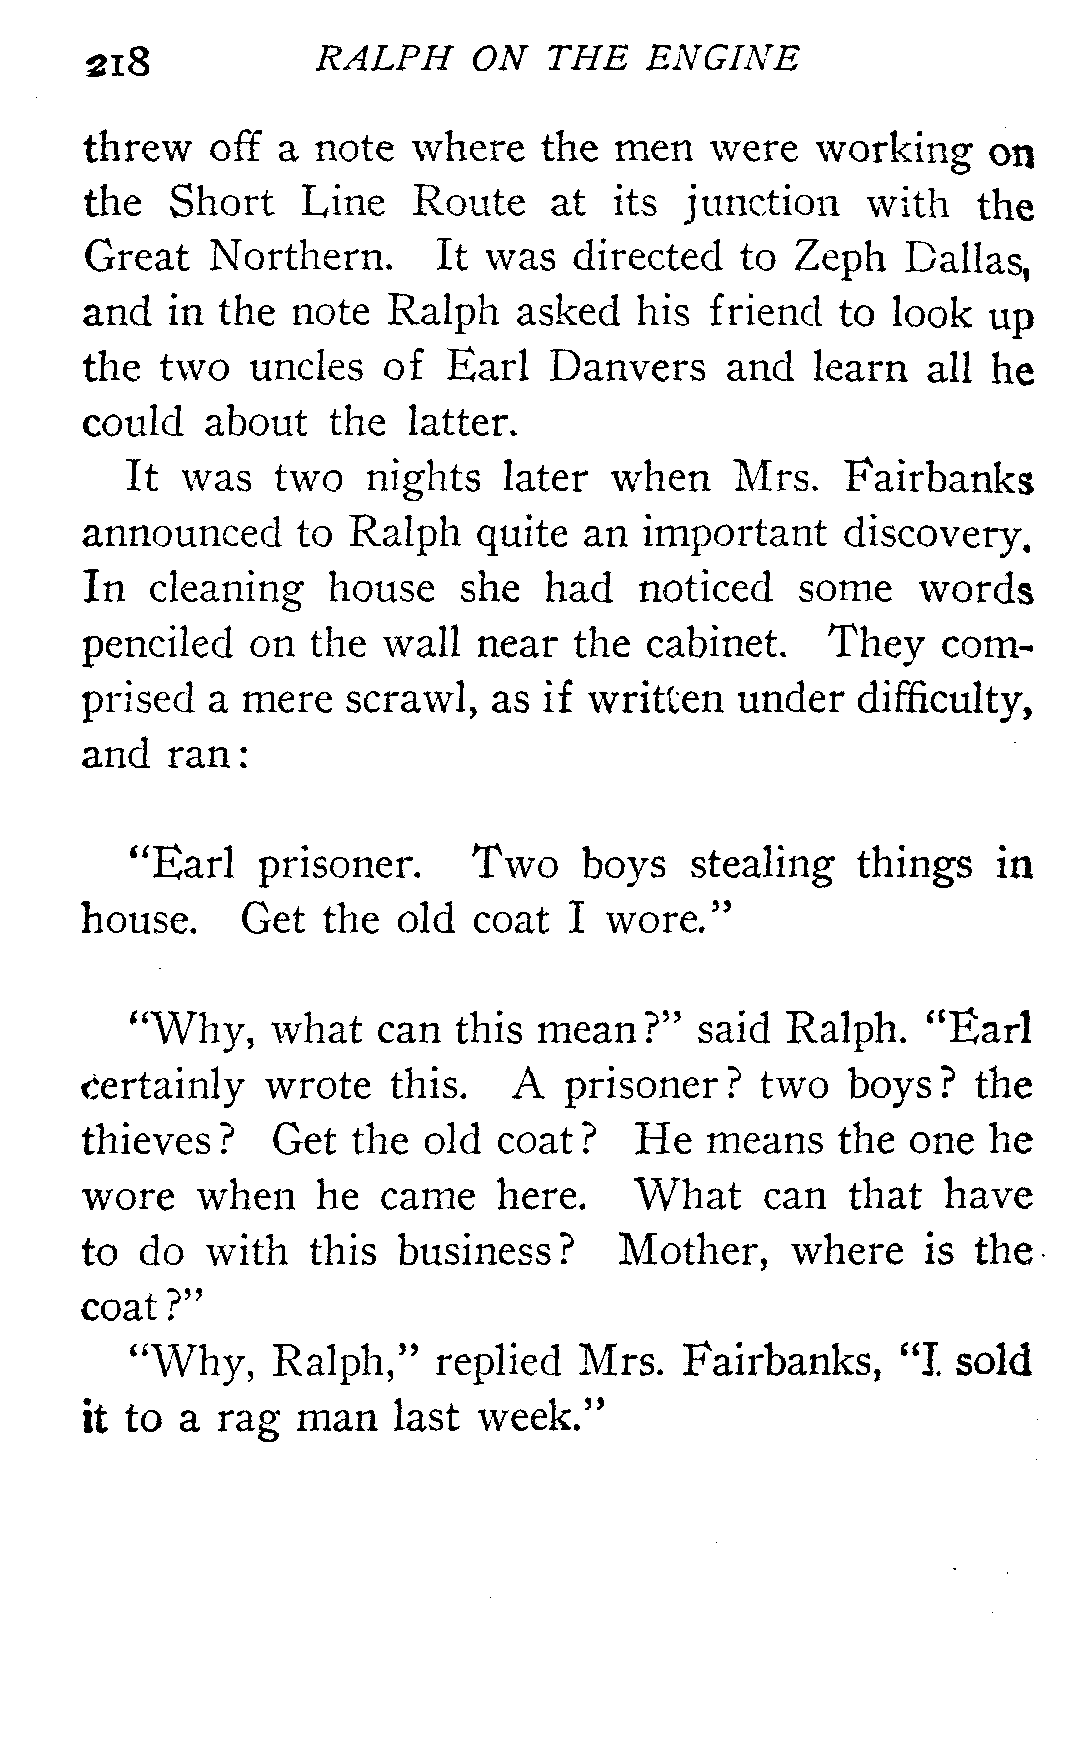 218 RALPH ON THE ENGINE
threw off a note where the men were working on
the Short Line Route at its junction with the
Great Northern. It was directed to Zeph Dallas,
and in the note Ralph asked his friend to look up
the two uncles of Earl Danvers and learn all he
could about the latter.
It was two nights later when Mrs. Fairbanks
announced to Ralph quite an important discovery.
In cleaning house she had noticed some words
penciled on the wall near the cabinet. They com-
prised a mere scrawl, as if written under difficulty,
and ran:
“Earl prisoner. Two boys stealing things in
house. Get the old coat I wore.”
“Why, what can this mean?” said Ralph. “Earl
certainly wrote this. A prisoner? two boys? the
thieves? Get the old coat? He means the one he
wore when he came here. What can that have
to do with this business? Mother, where is the
coat?”
“Why, Ralph,” replied Mrs. Fairbanks, “I sold
it to a rag man last week.”